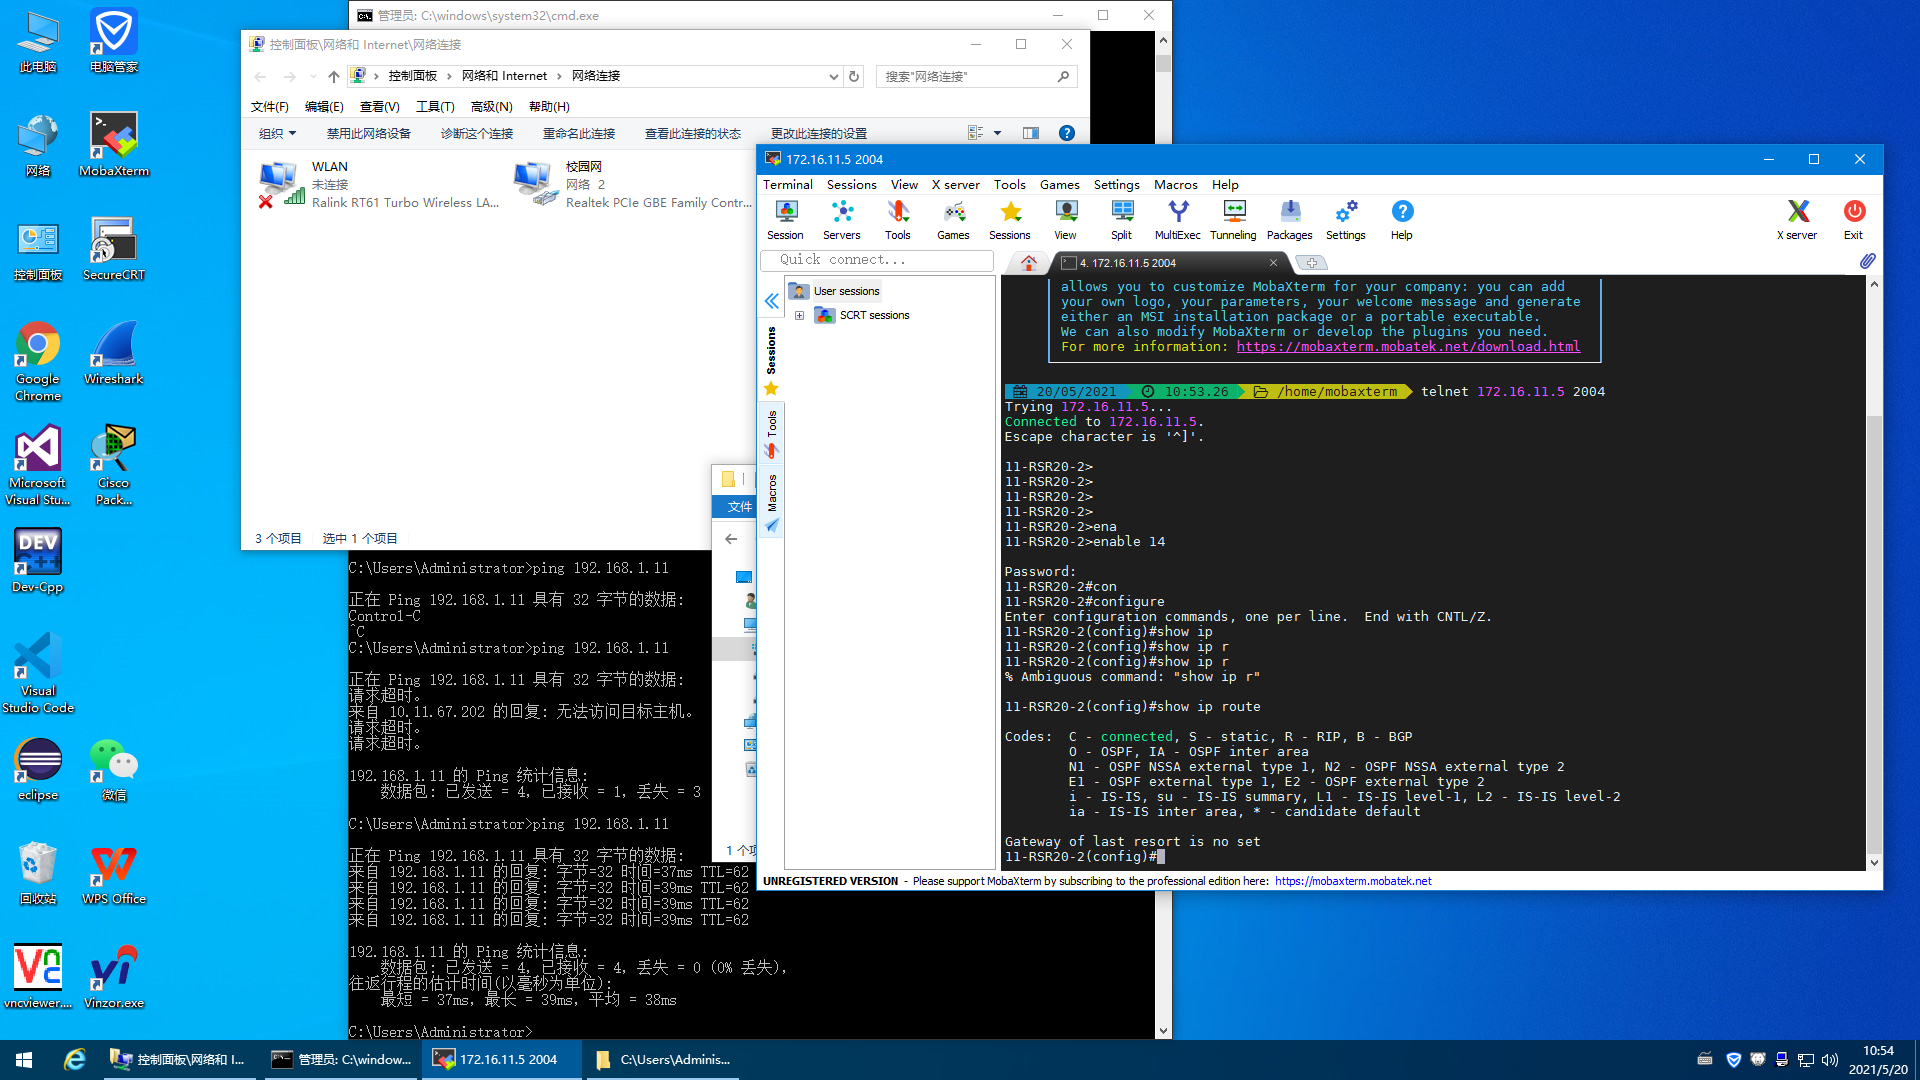 此电脑
电脑管家
网络
MobaXterm
控制面板
SecureCRT
Google
Chrome
Wireshark
Microsoft
Visual Stu...
Cisco
Pack...
Dev-Cpp
Visual
Studio Code
eclipse
微信
回收站
WPS Office
vncviewer....
Vinzor.exe
管理员: C:\windows\system32\cmd.exe
控制面板\网络和 Internet\网络连接
控制面板 › 网络和 Internet › 网络连接
搜索"网络连接"
文件(F) 编辑(E) 查看(V) 工具(T) 高级(N) 帮助(H)
组织 禁用此网络设备 诊断这个连接 重命名此连接 查看此连接的状态 更改此连接的设置
WLAN
未连接
Ralink RT61 Turbo Wireless LA...
校园网
网络 2
Realtek PCIe GBE Family Contr...
3 个项目 选中 1 个项目
文件
C:\Users\Administrator>ping 192.168.1.11
正在 Ping 192.168.1.11 具有 32 字节的数据:
Control-C
^C
C:\Users\Administrator>ping 192.168.1.11
正在 Ping 192.168.1.11 具有 32 字节的数据:
请求超时。
来自 10.11.67.202 的回复: 无法访问目标主机。
请求超时。
请求超时。
192.168.1.11 的 Ping 统计信息:
数据包: 已发送 = 4, 已接收 = 1, 丢失 = 3
C:\Users\Administrator>ping 192.168.1.11
正在 Ping 192.168.1.11 具有 32 字节的数据:
来自 192.168.1.11 的回复: 字节=32 时间=37ms TTL=62
来自 192.168.1.11 的回复: 字节=32 时间=39ms TTL=62
来自 192.168.1.11 的回复: 字节=32 时间=39ms TTL=62
来自 192.168.1.11 的回复: 字节=32 时间=39ms TTL=62
192.168.1.11 的 Ping 统计信息:
数据包: 已发送 = 4, 已接收 = 4, 丢失 = 0 (0% 丢失),
往返行程的估计时间(以毫秒为单位):
最短 = 37ms, 最长 = 39ms, 平均 = 38ms
C:\Users\Administrator>
172.16.11.5 2004
Terminal Sessions View X server Tools Games Settings Macros Help
Session Servers Tools Games Sessions View Split MultiExec Tunneling Packages Settings Help X server Exit
Quick connect...
4. 172.16.11.5 2004
User sessions
SCRT sessions
Sessions
Tools
Macros
allows you to customize MobaXterm for your company: you can add
your own logo, your parameters, your welcome message and generate
either an MSI installation package or a portable executable.
We can also modify MobaXterm or develop the plugins you need.
For more information: https://mobaxterm.mobatek.net/download.html
20/05/2021 10:53.26 /home/mobaxterm telnet 172.16.11.5 2004
Trying 172.16.11.5...
Connected to 172.16.11.5.
Escape character is '^]'.
11-RSR20-2>
11-RSR20-2>
11-RSR20-2>
11-RSR20-2>
11-RSR20-2>ena
11-RSR20-2>enable 14
Password:
11-RSR20-2#con
11-RSR20-2#configure
Enter configuration commands, one per line.  End with CNTL/Z.
11-RSR20-2(config)#show ip
11-RSR20-2(config)#show ip r
11-RSR20-2(config)#show ip r
% Ambiguous command: "show ip r"
11-RSR20-2(config)#show ip route
Codes:  C - connected, S - static, R - RIP, B - BGP
O - OSPF, IA - OSPF inter area
N1 - OSPF NSSA external type 1, N2 - OSPF NSSA external type 2
E1 - OSPF external type 1, E2 - OSPF external type 2
i - IS-IS, su - IS-IS summary, L1 - IS-IS level-1, L2 - IS-IS level-2
ia - IS-IS inter area, * - candidate default
Gateway of last resort is no set
11-RSR20-2(config)#
UNREGISTERED VERSION - Please support MobaXterm by subscribing to the professional edition here: https://mobaxterm.mobatek.net
控制面板\网络和 I...
管理员: C:\window...
172.16.11.5 2004
C:\Users\Adminis...
10:54
2021/5/20